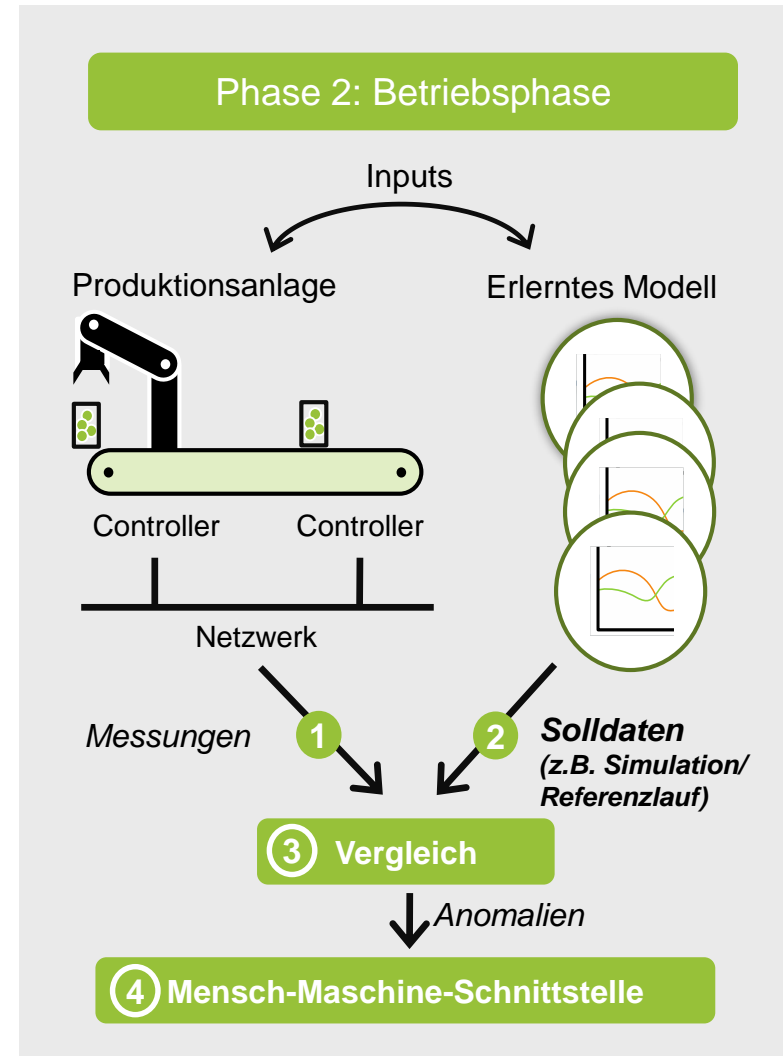 Phase 2: Betriebsphase
Inputs
Produktionsanlage
Erlerntes Modell
Controller
Controller
Netzwerk
Messungen
1
2
Solldaten
(z.B. Simulation/
Referenzlauf)
3 Vergleich
Anomalien
4 Mensch-Maschine-Schnittstelle